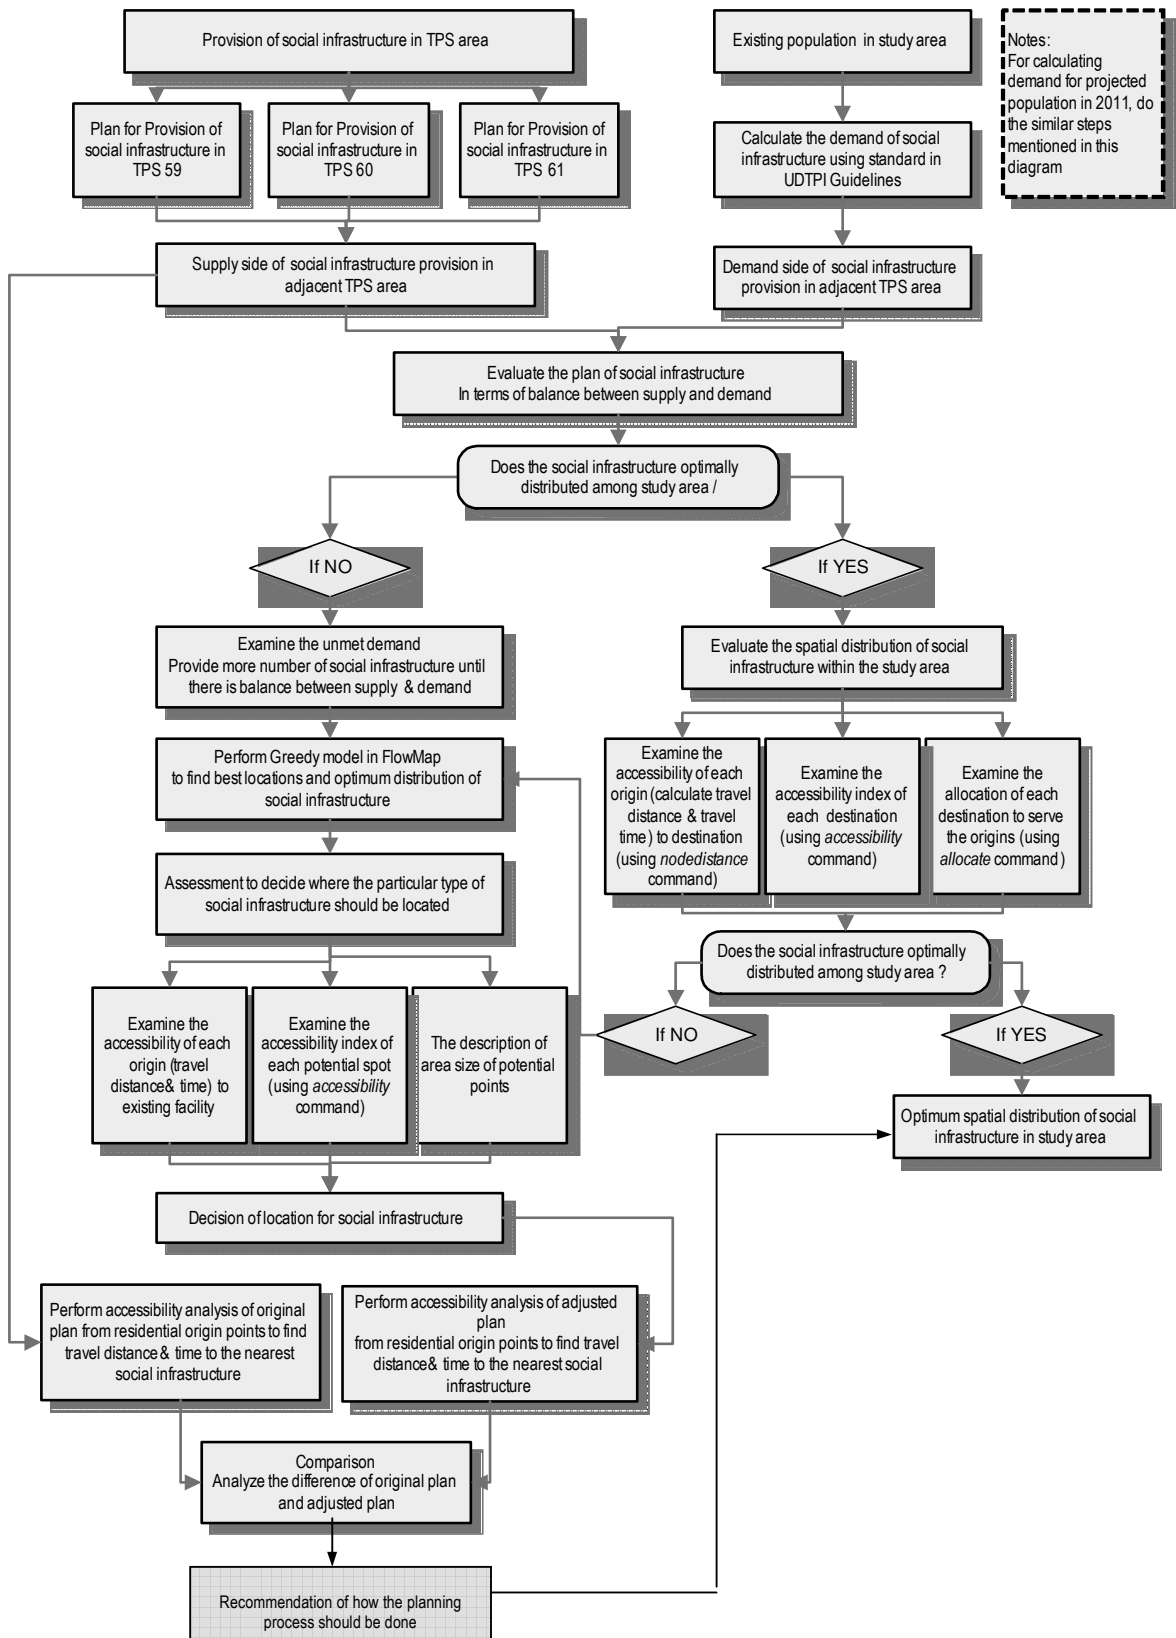 Provision of social infrastructure in TPS area
Existing population in study area
Notes:
For calculating
demand for projected
population in 2011, do
the similar steps
mentioned in this
diagram
Plan for Provision of
social infrastructure in
TPS 59
Plan for Provision of
social infrastructure in
TPS 60
Plan for Provision of
social infrastructure in
TPS 61
Calculate the demand of social
infrastructure using standard in
UDTPI Guidelines
Supply side of social infrastructure provision in
adjacent TPS area
Demand side of social infrastructure
provision in adjacent TPS area
Evaluate the plan of social infrastructure
In terms of balance between supply and demand
Does the social infrastructure optimally
distributed among study area /
If NO
If YES
Examine the unmet demand
Provide more number of social infrastructure until
there is balance between supply & demand
Evaluate the spatial distribution of social
infrastructure within the study area
Perform Greedy model in FlowMap
to find best locations and optimum distribution of
social infrastructure
Examine the
accessibility of each
origin (calculate travel
distance & travel
time) to destination
(using nodedistance
command)
Examine the
accessibility index of
each destination
(using accessibility
command)
Examine the
allocation of each
destination to serve
the origins (using
allocate command)
Assessment to decide where the particular type of
social infrastructure should be located
Does the social infrastructure optimally
distributed among study area ?
Examine the
accessibility of each
origin (travel
distance& time) to
existing facility
Examine the
accessibility index of
each potential spot
(using accessibility
command)
The description of
area size of potential
points
If NO
If YES
Optimum spatial distribution of social
infrastructure in study area
Decision of location for social infrastructure
Perform accessibility analysis of original
plan from residential origin points to find
travel distance& time to the nearest
social infrastructure
Perform accessibility analysis of adjusted
plan
from residential origin points to find travel
distance& time to the nearest social
infrastructure
Comparison
Analyze the difference of original plan
and adjusted plan
Recommendation of how the planning
process should be done